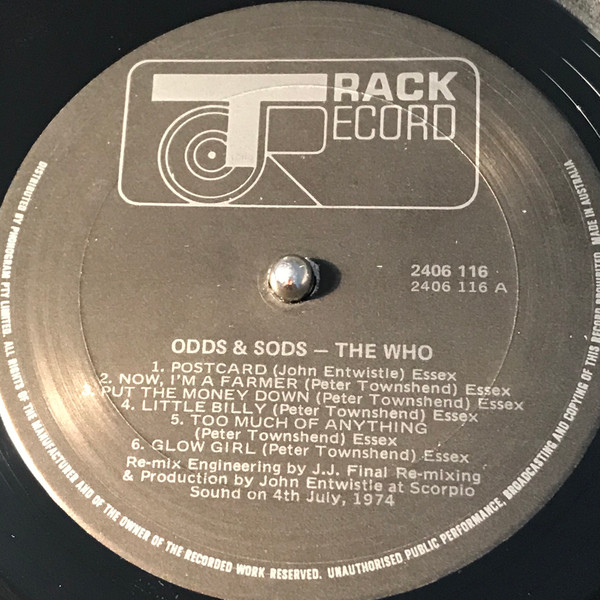 TRACK
RECORD
2406 116
2406 116 A
ODDS & SODS — THE WHO
1. POSTCARD (John Entwistle) Essex
2. NOW, I'M A FARMER (Peter Townshend) Essex
3. PUT THE MONEY DOWN (Peter Townshend) Essex
4. LITTLE BILLY (Peter Townshend) Essex
5. TOO MUCH OF ANYTHING
(Peter Townshend) Essex
6. GLOW GIRL (Peter Townshend) Essex
Re-mix Engineering by J.J. Final Re-mixing
& Production by John Entwistle at Scorpio
Sound on 4th July, 1974
DISTRIBUTED BY PHONOGRAM PTY LIMITED. ALL RIGHTS OF THE MANUFACTURER AND OF THE OWNER OF THE RECORDED WORK RESERVED. UNAUTHORISED PUBLIC PERFORMANCE, BROADCASTING AND COPYING OF THIS RECORD PROHIBITED. MADE IN AUSTRALIA